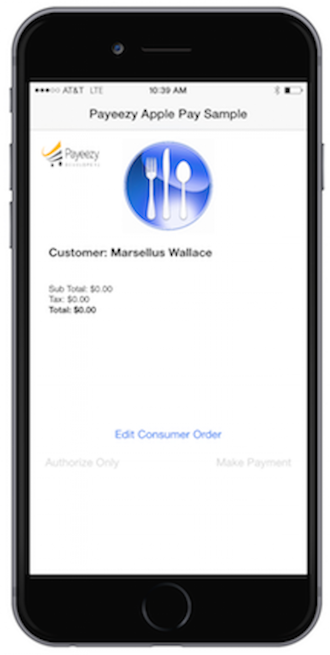 AT&T LTE 10:39 AM
Payeezy Apple Pay Sample
Payeezy
DEVELOPERS
Customer: Marsellus Wallace
Sub Total: $0.00
Tax: $0.00
Total: $0.00
Edit Consumer Order
Authorize Only Make Payment